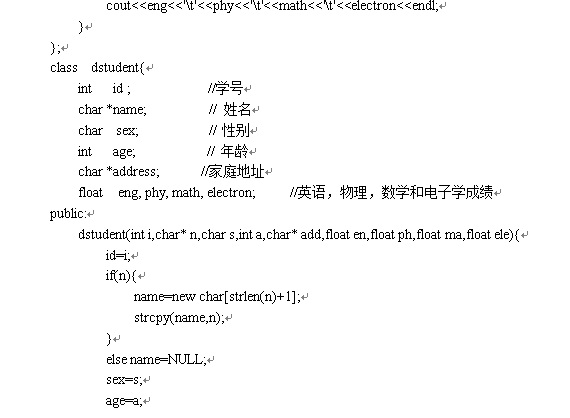 cout<<eng<<'\t'<<phy<<'\t'<<math<<'\t'<<electron<<endl;
}
};
class dstudent{
int id ; //学号
char *name; // 姓名
char sex; // 性别
int age; // 年龄
char *address; //家庭地址
float eng, phy, math, electron; //英语，物理，数学和电子学成绩
public:
dstudent(int i,char* n,char s,int a,char* add,float en,float ph,float ma,float ele){
id=i;
if(n){
name=new char[strlen(n)+1];
strcpy(name,n);
}
else name=NULL;
sex=s;
age=a;